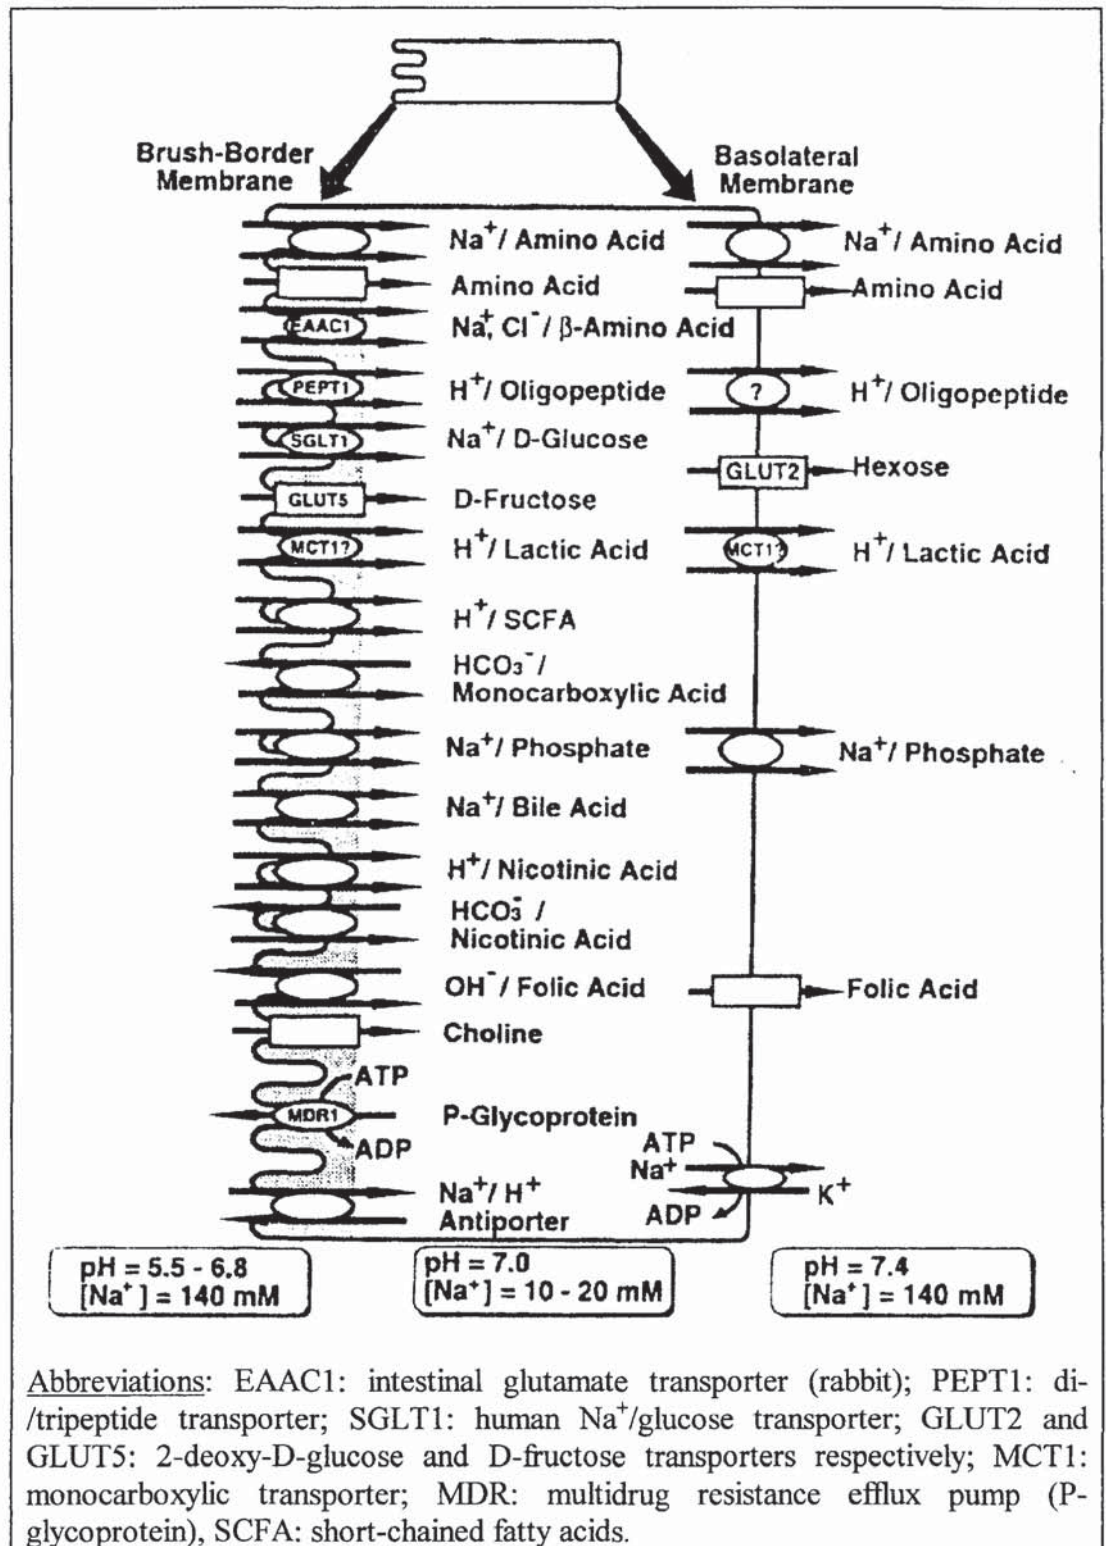 Brush-Border
Membrane
Basolateral
Membrane
Na⁺/ Amino Acid
Amino Acid
EAAC1
Na⁺, Cl⁻/ β-Amino Acid
PEPT1
H⁺/ Oligopeptide
SGLT1
Na⁺/ D-Glucose
GLUT5
D-Fructose
MCT1?
H⁺/ Lactic Acid
H⁺/ SCFA
HCO₃⁻/
Monocarboxylic Acid
Na⁺/ Phosphate
Na⁺/ Bile Acid
H⁺/ Nicotinic Acid
HCO₃⁻ /
Nicotinic Acid
OH⁻/ Folic Acid
Choline
ATP
MDR1
P-Glycoprotein
ADP
Na⁺/ H⁺
Antiporter
Na⁺/ Amino Acid
Amino Acid
?
H⁺/ Oligopeptide
GLUT2
Hexose
MCT1?
H⁺/ Lactic Acid
Na⁺/ Phosphate
Folic Acid
ATP
Na⁺
K⁺
ADP
pH = 5.5 - 6.8
[Na⁺] = 140 mM
pH = 7.0
[Na⁺] = 10 - 20 mM
pH = 7.4
[Na⁺] = 140 mM
Abbreviations: EAAC1: intestinal glutamate transporter (rabbit); PEPT1: di-
/tripeptide transporter; SGLT1: human Na⁺/glucose transporter; GLUT2 and
GLUT5: 2-deoxy-D-glucose and D-fructose transporters respectively; MCT1:
monocarboxylic transporter; MDR: multidrug resistance efflux pump (P-
glycoprotein), SCFA: short-chained fatty acids.